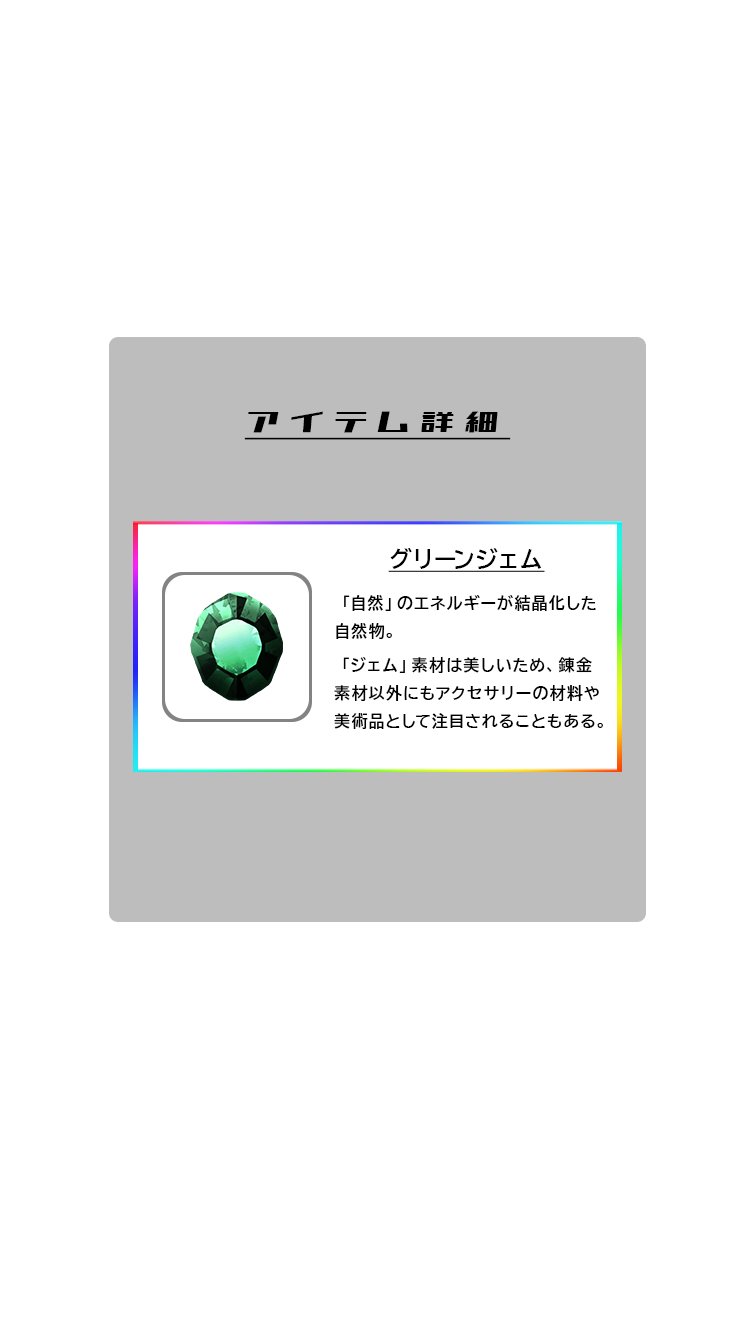 アイテム詳細
グリーンジェム
「自然」のエネルギーが結晶化した
自然物。
「ジェム」素材は美しいため、錬金
素材以外にもアクセサリーの材料や
美術品として注目されることもある。